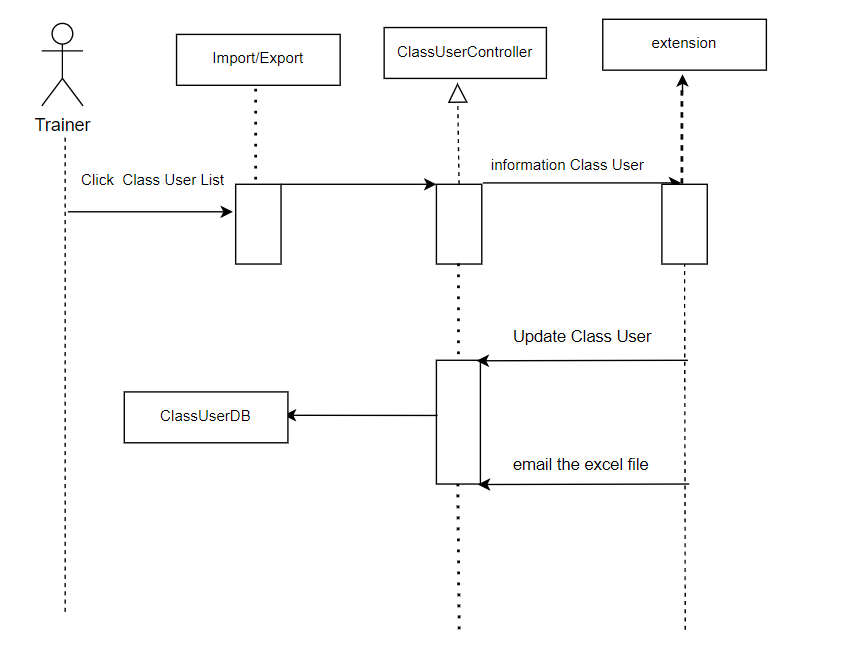 Import/Export
ClassUserController
extension
Trainer
Click  Class User List
information Class User
Update Class User
ClassUserDB
email the excel file